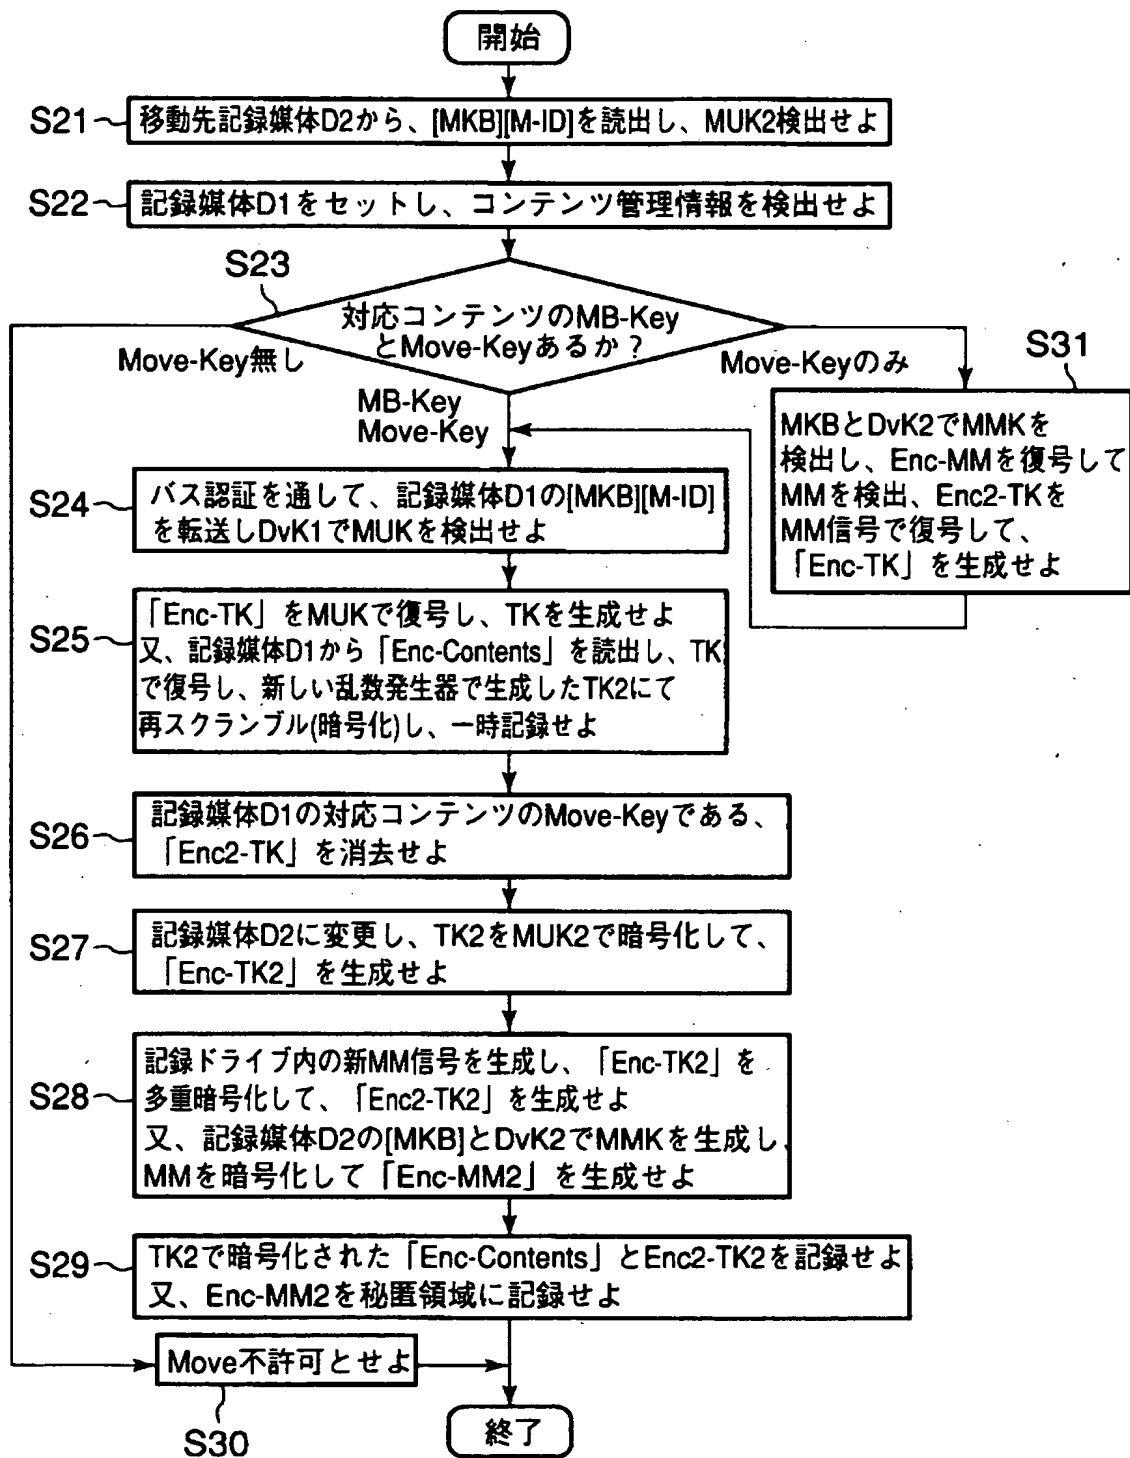 開始
S21
移動先記録媒体D2から、[MKB][M-ID]を読出し、MUK2検出せよ
S22
記録媒体D1をセットし、コンテンツ管理情報を検出せよ
S23
対応コンテンツのMB-Key
とMove-Keyあるか？
Move-Key無し
Move-Keyのみ
MB-Key
Move-Key
S31
MKBとDvK2でMMKを
検出し、Enc-MMを復号して
MMを検出、Enc2-TKを
MM信号で復号して、
「Enc-TK」を生成せよ
S24
バス認証を通して、記録媒体D1の[MKB][M-ID]
を転送しDvK1でMUKを検出せよ
S25
「Enc-TK」をMUKで復号し、TKを生成せよ
又、記録媒体D1から「Enc-Contents」を読出し、TK
で復号し、新しい乱数発生器で生成したTK2にて
再スクランブル(暗号化)し、一時記録せよ
S26
記録媒体D1の対応コンテンツのMove-Keyである、
「Enc2-TK」を消去せよ
S27
記録媒体D2に変更し、TK2をMUK2で暗号化して、
「Enc-TK2」を生成せよ
S28
記録ドライブ内の新MM信号を生成し、「Enc-TK2」を
多重暗号化して、「Enc2-TK2」を生成せよ
又、記録媒体D2の[MKB]とDvK2でMMKを生成し、
MMを暗号化して「Enc-MM2」を生成せよ
S29
TK2で暗号化された「Enc-Contents」とEnc2-TK2を記録せよ
又、Enc-MM2を秘匿領域に記録せよ
Move不許可とせよ
S30
終了